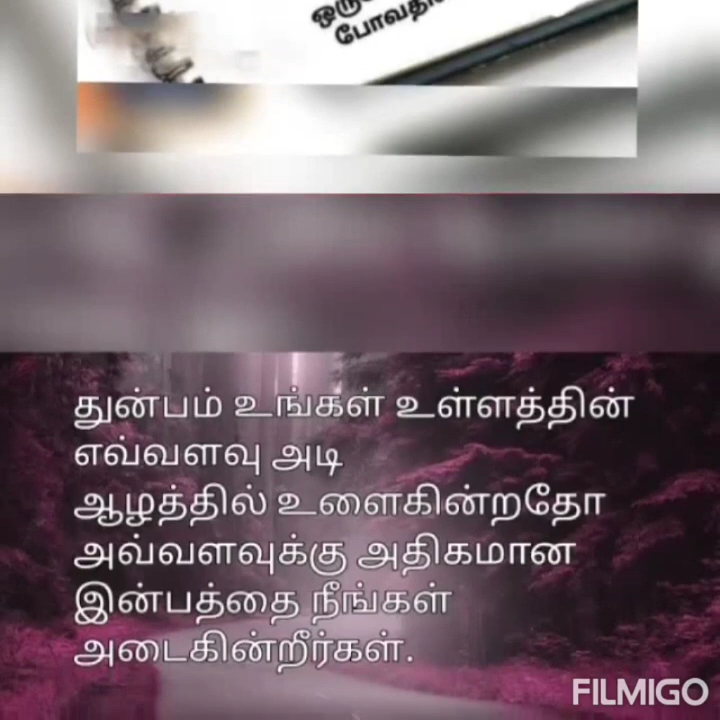 துன்பம் உங்கள் உள்ளத்தின்
எவ்வளவு அடி
ஆழத்தில் உளைகின்றதோ
அவ்வளவுக்கு அதிகமான
இன்பத்தை நீங்கள்
அடைகின்றீர்கள்.
FILMIGO